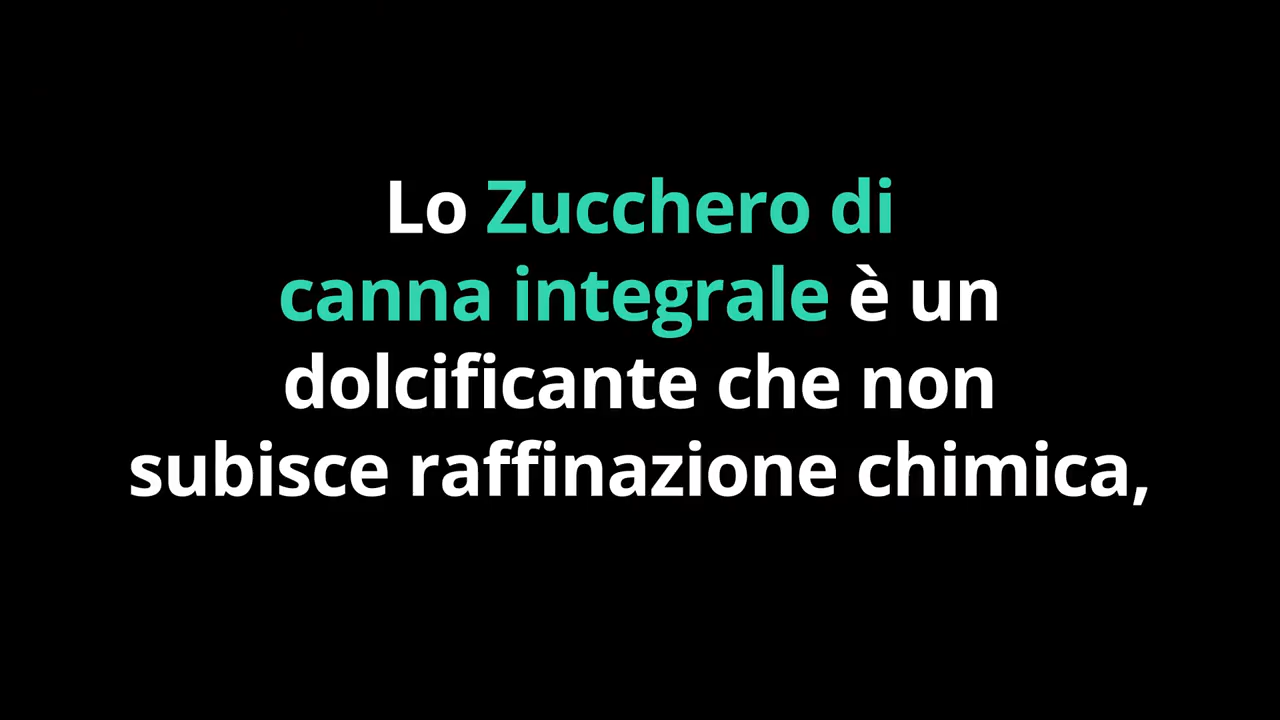 Lo Zucchero di
canna integrale è un
dolcificante che non
subisce raffinazione chimica,